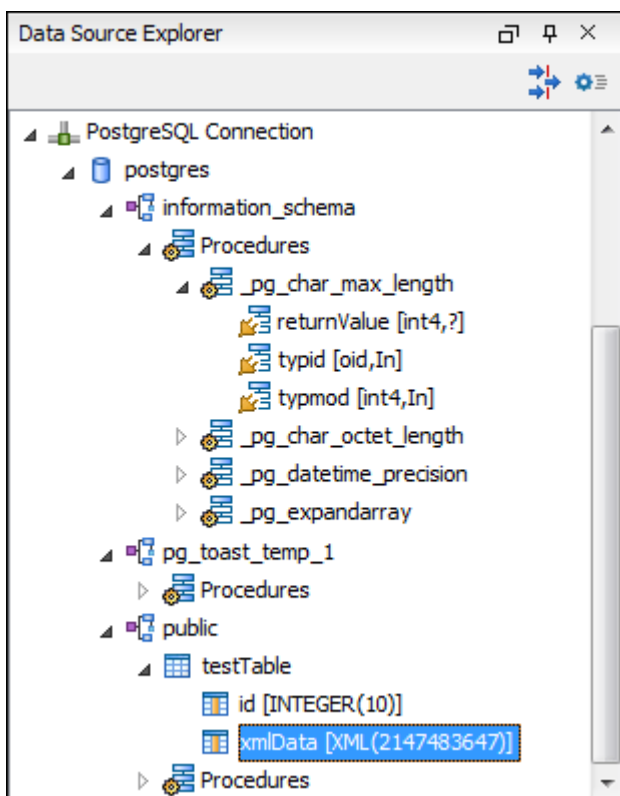 Data Source Explorer
PostgreSQL Connection
postgres
information_schema
Procedures
_pg_char_max_length
returnValue [int4,?]
typid [oid,In]
typmod [int4,In]
_pg_char_octet_length
_pg_datetime_precision
_pg_expandarray
pg_toast_temp_1
Procedures
public
testTable
id [INTEGER(10)]
xmlData [XML(2147483647)]
Procedures